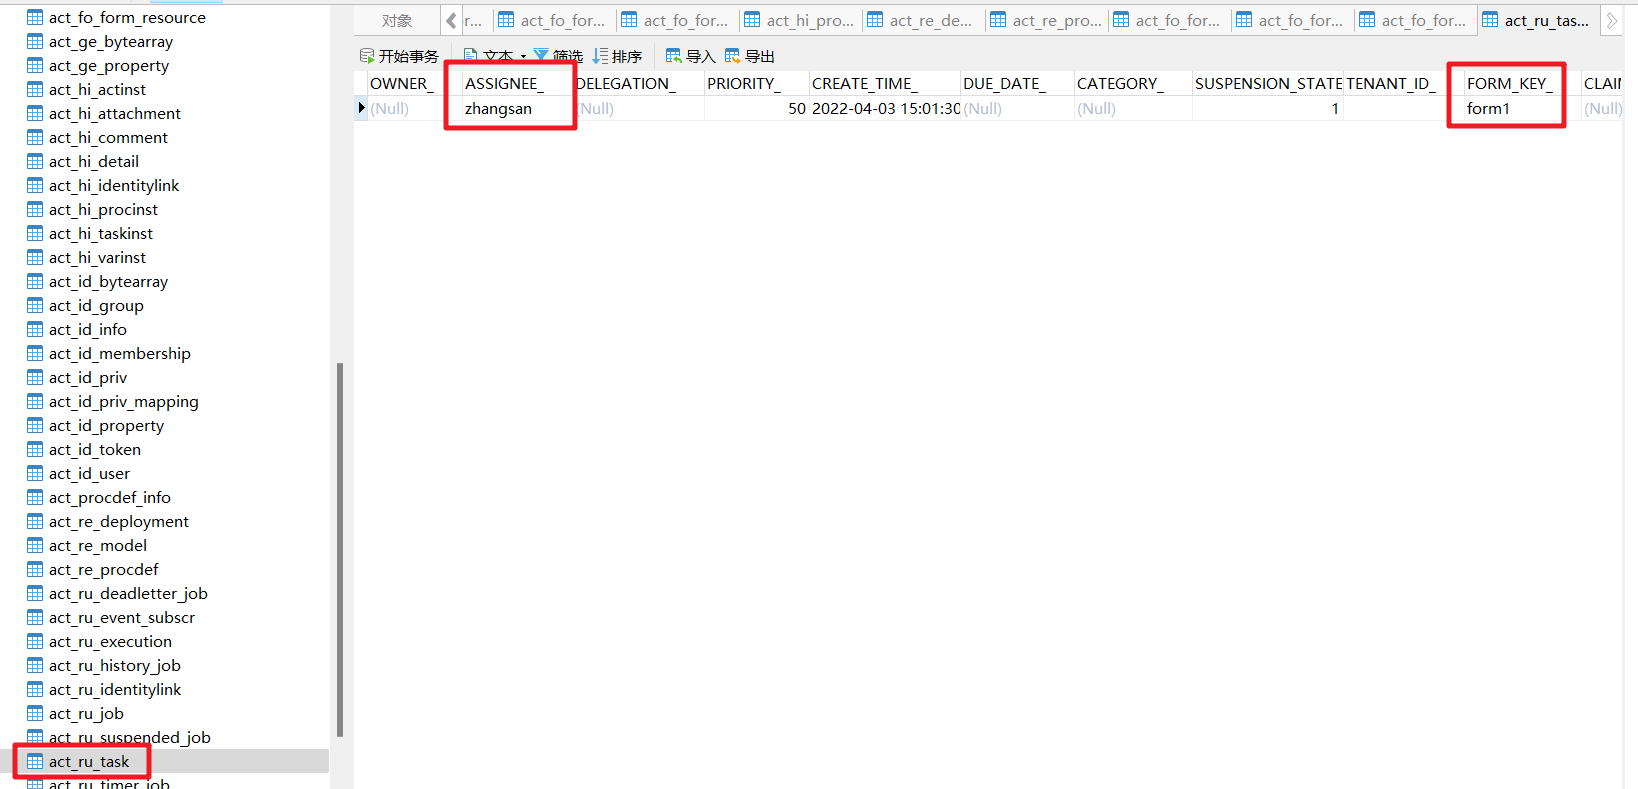 act_fo_form_resource
act_ge_bytearray
act_ge_property
act_hi_actinst
act_hi_attachment
act_hi_comment
act_hi_detail
act_hi_identitylink
act_hi_procinst
act_hi_taskinst
act_hi_varinst
act_id_bytearray
act_id_group
act_id_info
act_id_membership
act_id_priv
act_id_priv_mapping
act_id_property
act_id_token
act_id_user
act_procdef_info
act_re_deployment
act_re_model
act_re_procdef
act_ru_deadletter_job
act_ru_event_subscr
act_ru_execution
act_ru_history_job
act_ru_identitylink
act_ru_job
act_ru_suspended_job
act_ru_task
act_ru_timer_job
对象 r... act_fo_for... act_fo_for... act_hi_pro... act_re_de... act_re_pro... act_fo_for... act_fo_for... act_fo_for... act_ru_tas...
开始事务 文本 筛选 排序 导入 导出
OWNER_ ASSIGNEE_ DELEGATION_ PRIORITY_ CREATE_TIME_ DUE_DATE_ CATEGORY_ SUSPENSION_STATE TENANT_ID_ FORM_KEY_ CLAIM
(Null) zhangsan (Null) 50 2022-04-03 15:01:30 (Null) (Null) 1 form1 (Null)